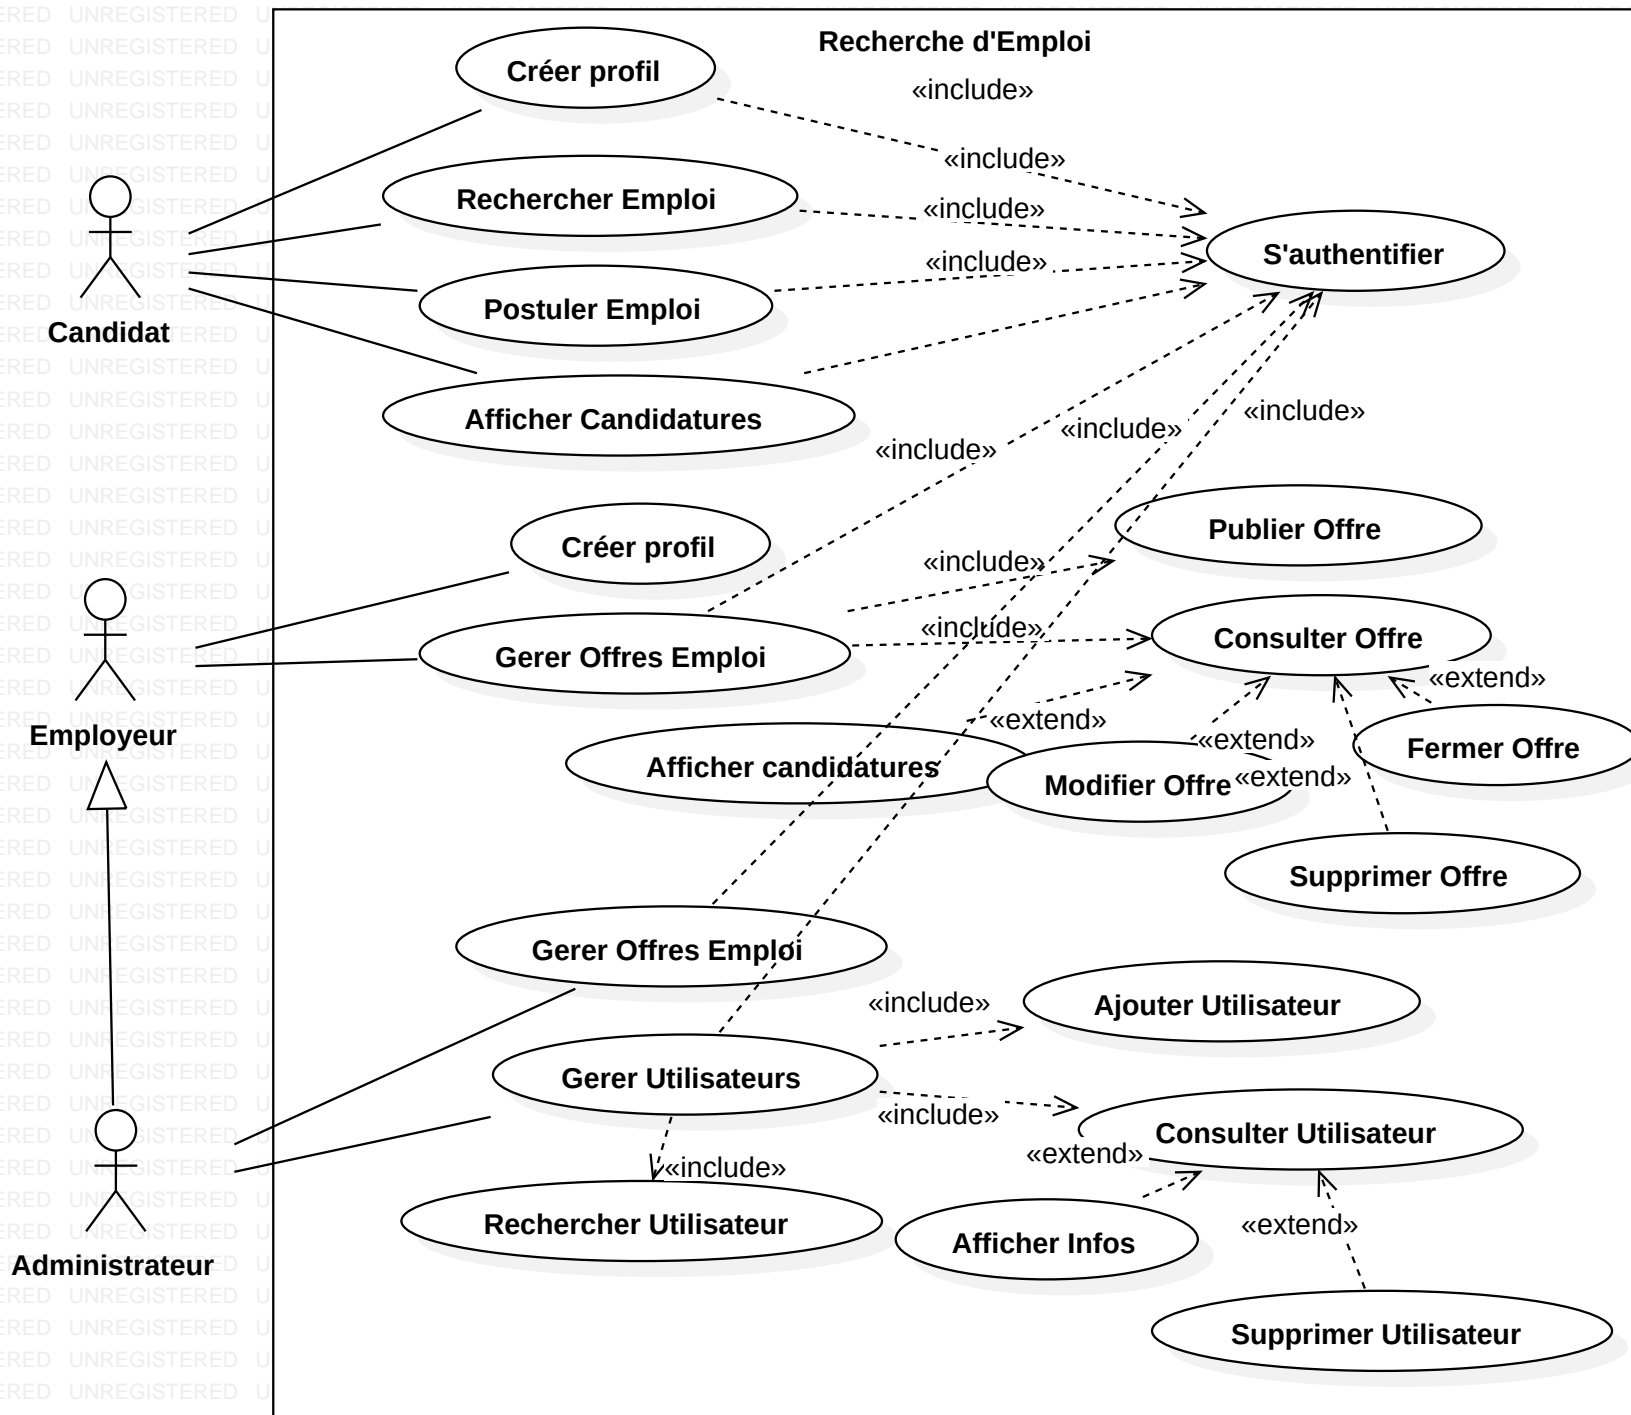 Recherche d'Emploi
Créer profil
«include»
«include»
Rechercher Emploi
«include»
S'authentifier
«include»
Postuler Emploi
Candidat
Afficher Candidatures
«include»
«include»
«include»
Publier Offre
Créer profil
«include»
«include»
Consulter Offre
Gerer Offres Emploi
«extend»
«extend»
Employeur
«extend»
Fermer Offre
Afficher candidatures
Modifier Offre
«extend»
Supprimer Offre
Gerer Offres Emploi
«include»
Ajouter Utilisateur
Gerer Utilisateurs
«include»
Consulter Utilisateur
«extend»
«include»
Rechercher Utilisateur
«extend»
Afficher Infos
Administrateur
Supprimer Utilisateur
UNREGISTERED